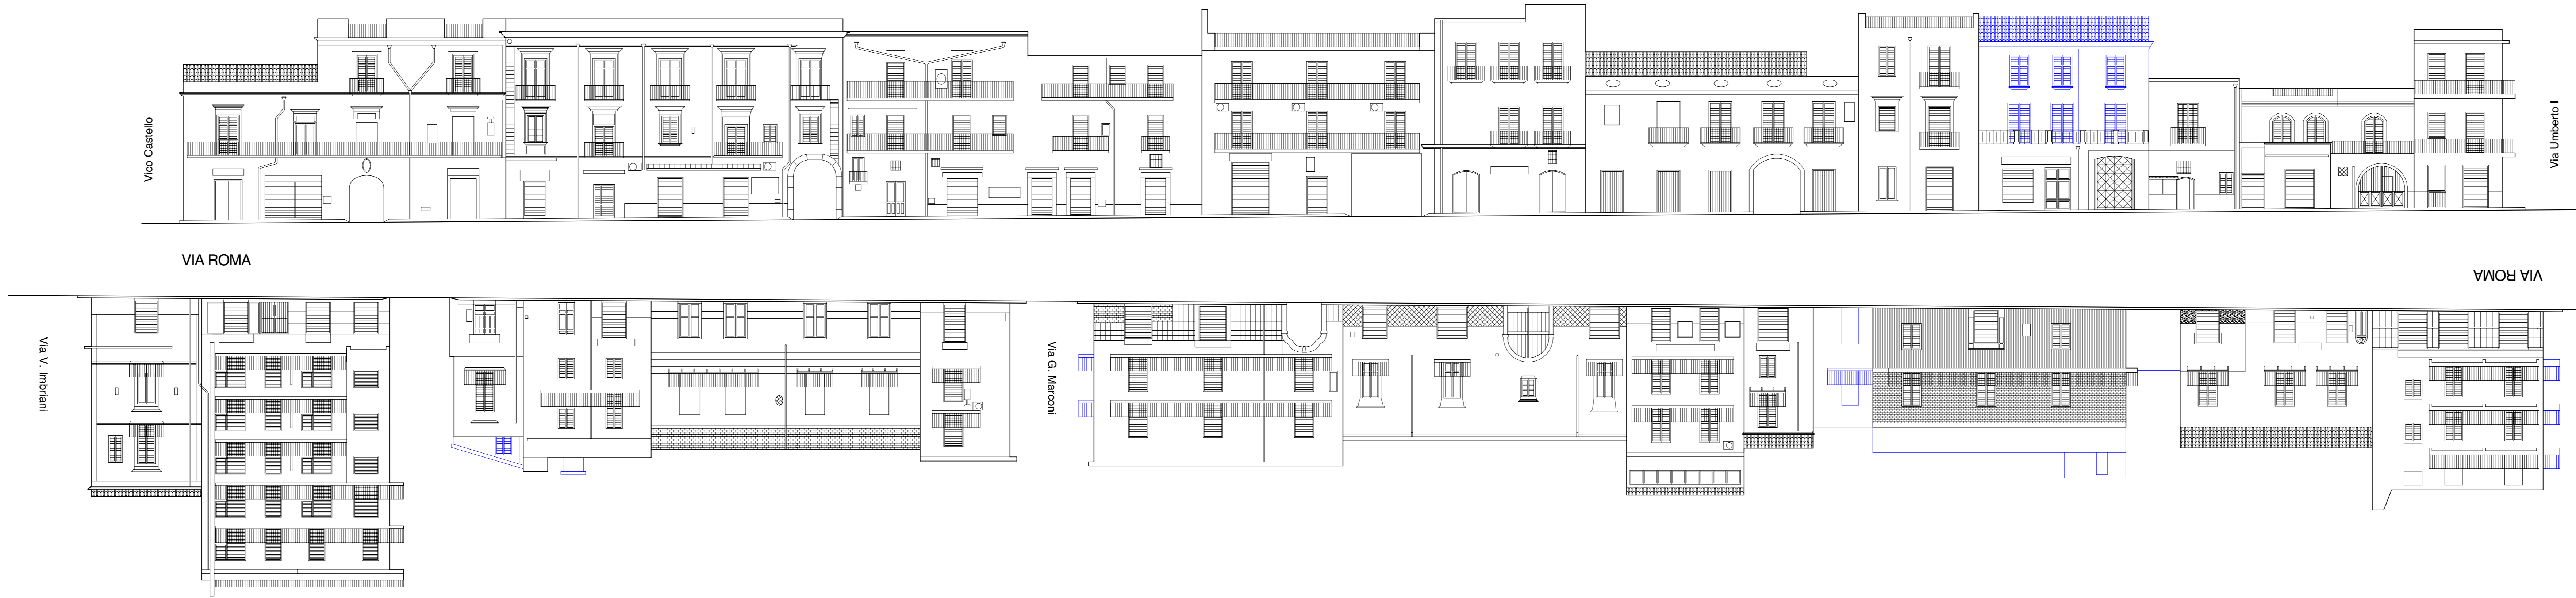 Vico Castello
Via Umberto I
VIA ROMA
VIA ROMA
Via V. Imbriani
Via G. Marconi